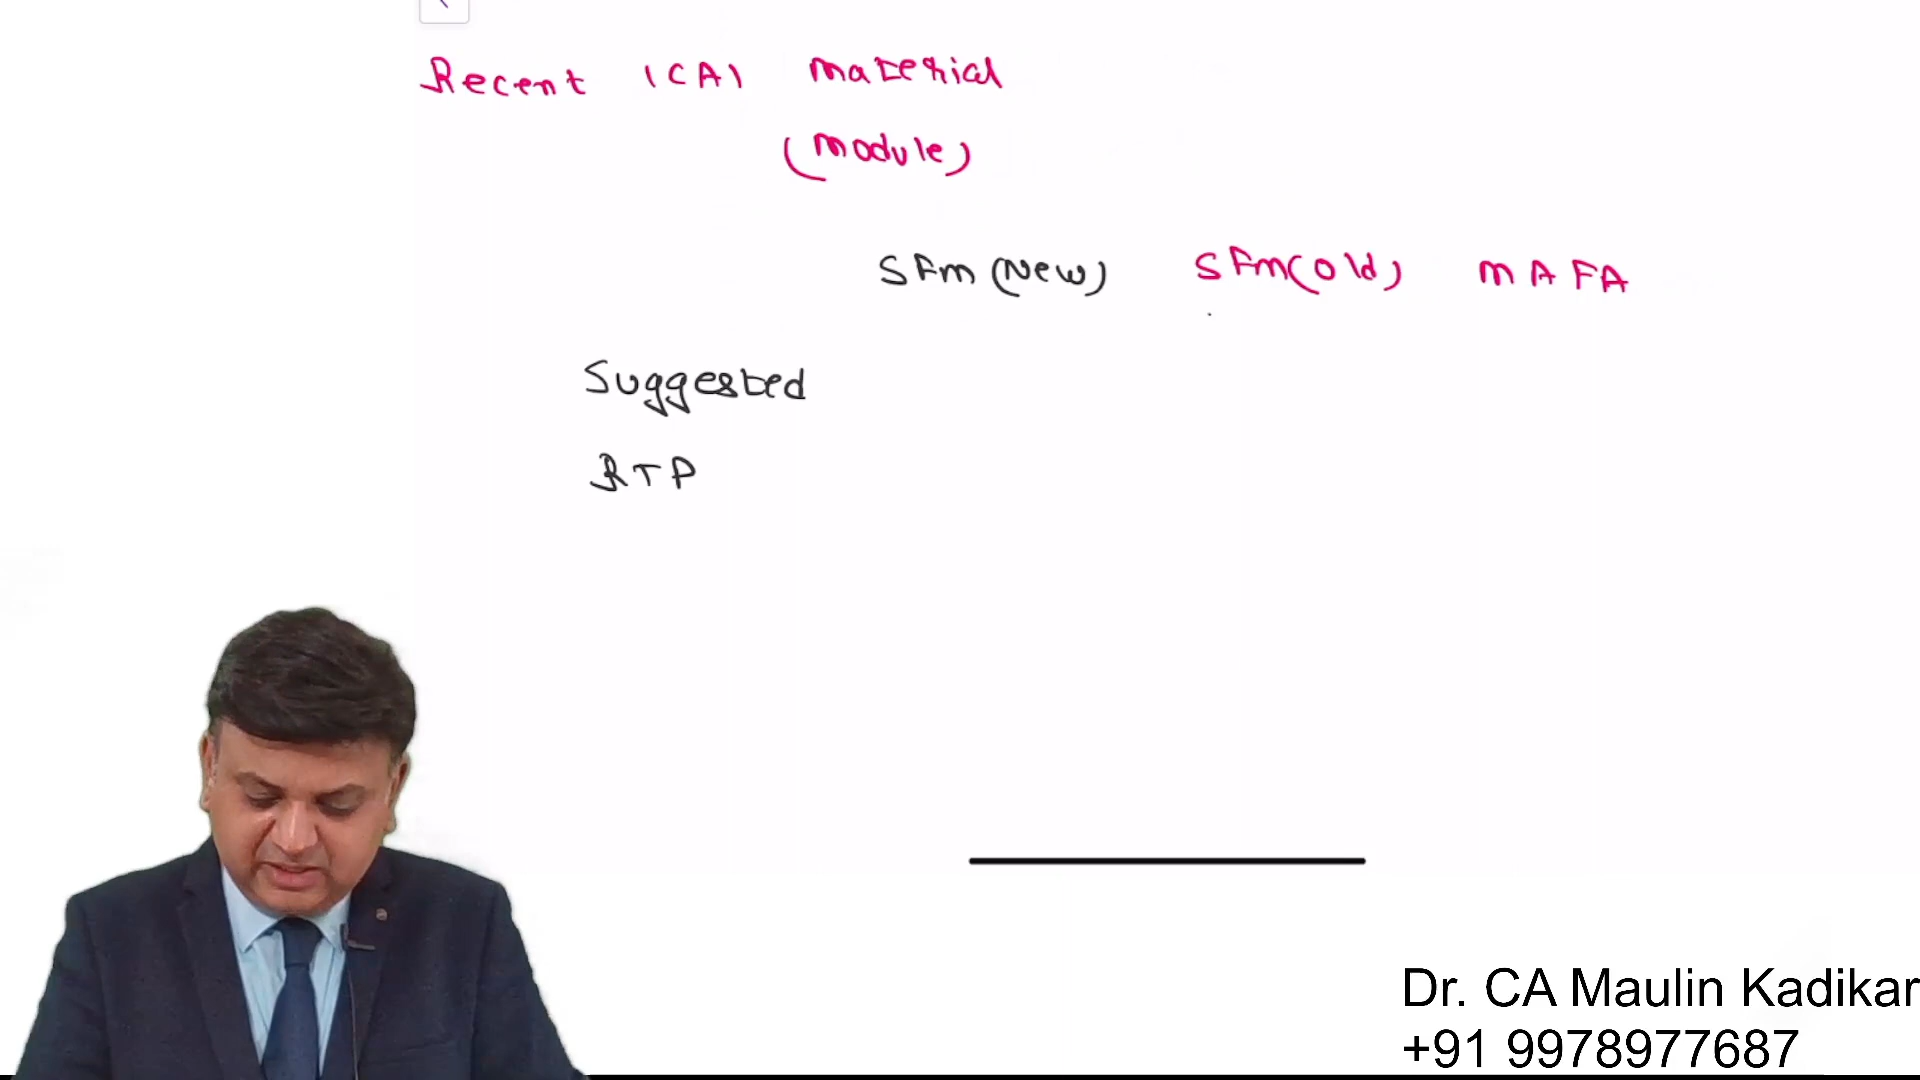 Recent ICAI material
(module)
SFM (New) SFM (Old) MAFA
Suggested
RTP
Dr. CA Maulin Kadikar
+91 9978977687